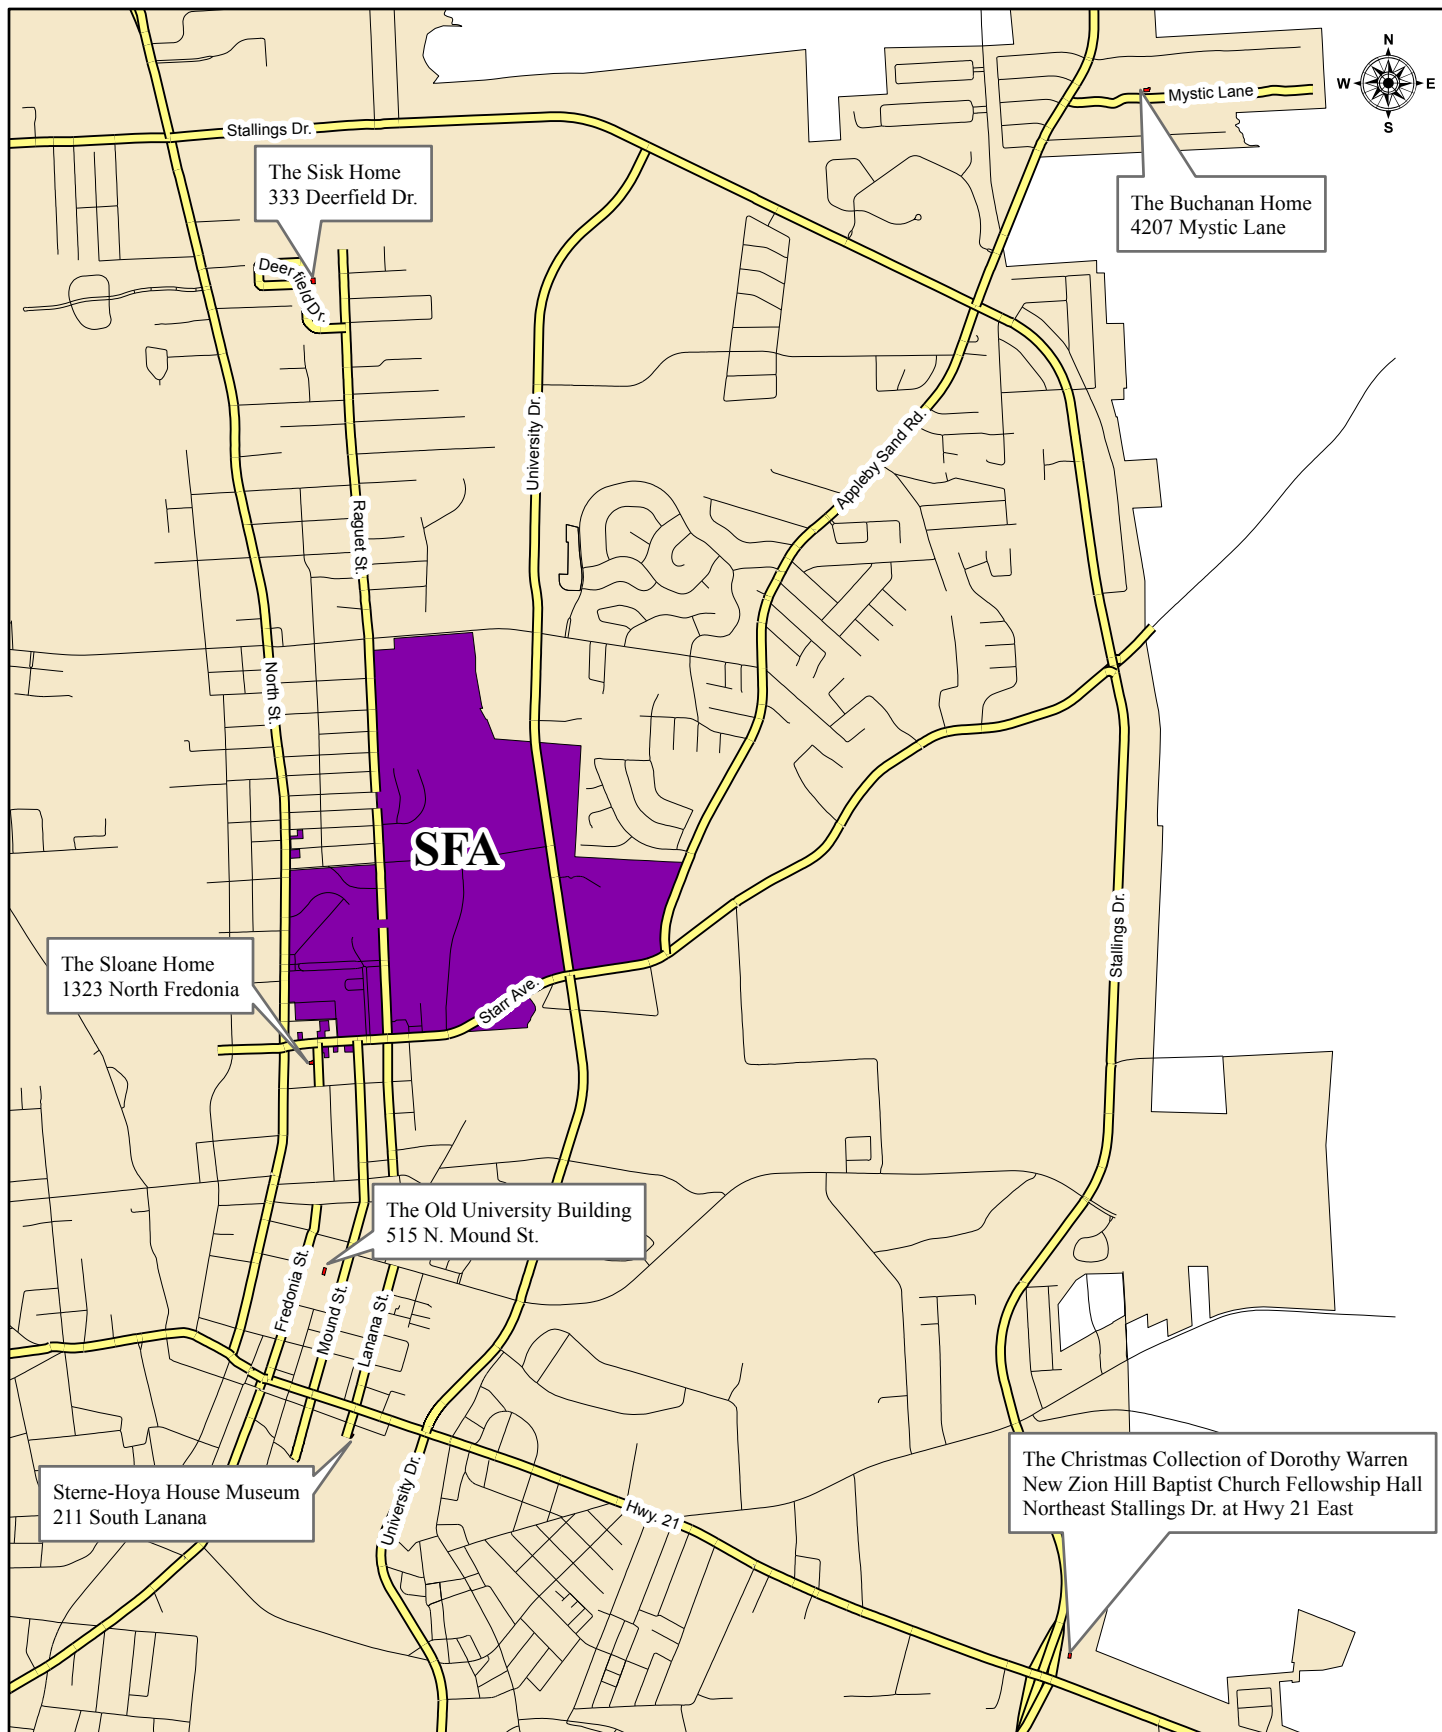 N
W
E
S
Mystic Lane
Stallings Dr.
The Sisk Home
333 Deerfield Dr.
The Buchanan Home
4207 Mystic Lane
Deerfield Dr.
University Dr.
Appleby Sand Rd.
Raguet St.
North St.
SFA
Stallings Dr.
The Sloane Home
1323 North Fredonia
Starr Ave.
The Old University Building
515 N. Mound St.
Fredonia St.
Mound St.
Lanana St.
Sterne-Hoya House Museum
211 South Lanana
University Dr.
Hwy. 21
The Christmas Collection of Dorothy Warren
New Zion Hill Baptist Church Fellowship Hall
Northeast Stallings Dr. at Hwy 21 East